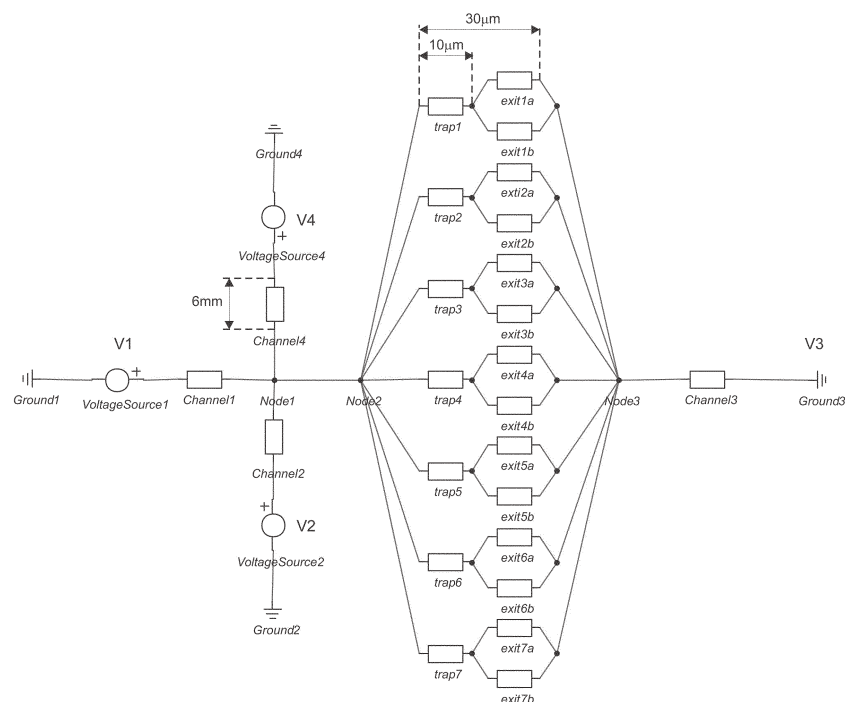 30μm
10μm
exit1a
trap1
exit1b
Ground4
exti2a
trap2
V4
exit2b
+
VoltageSource4
exit3a
trap3
6mm
exit3b
Channel4
V1
V3
exit4a
+
Ground1
VoltageSource1
Channel1
Node1
Node2
trap4
Node3
Channel3
Ground3
exit4b
exit5a
Channel2
trap5
+
exit5b
V2
exit6a
VoltageSource2
trap6
exit6b
Ground2
exit7a
trap7
exit7b